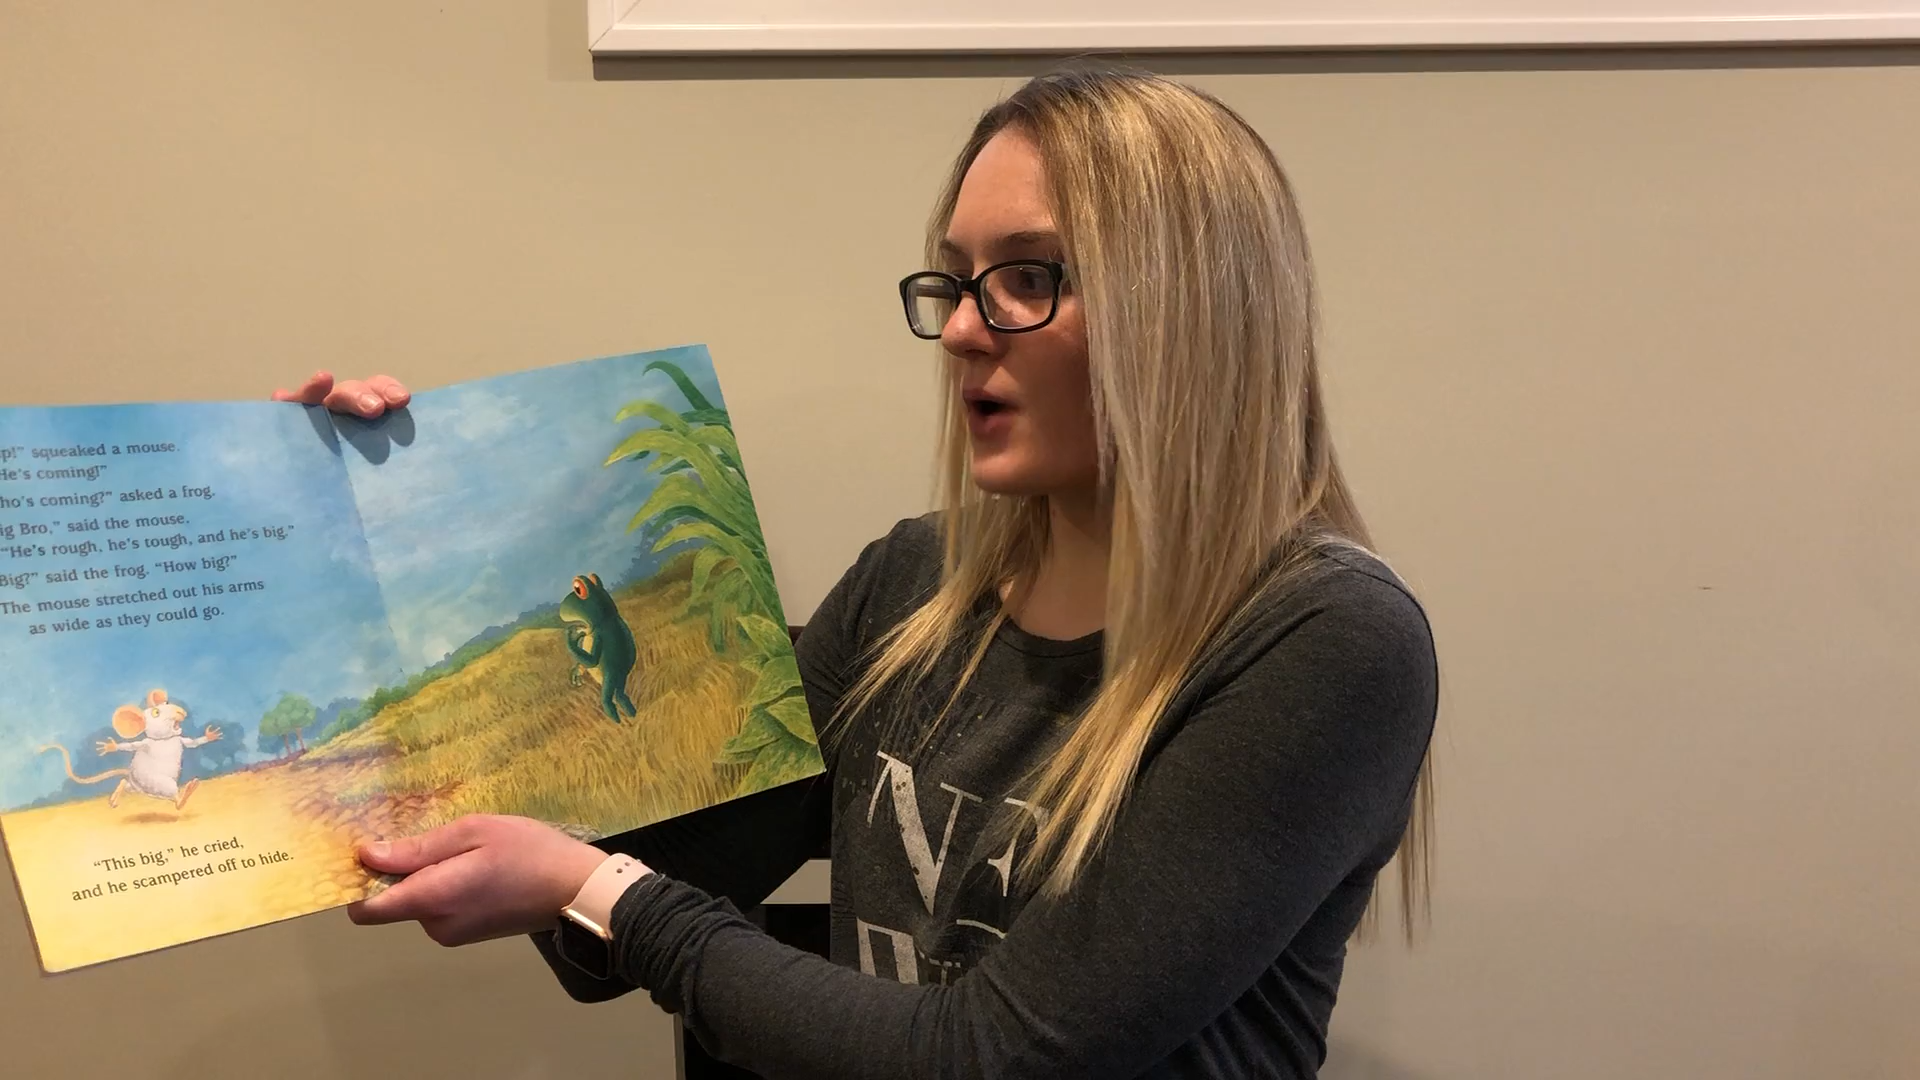 p!” squeaked a mouse.
He’s coming!”
ho’s coming?” asked a frog.
ig Bro,” said the mouse.
“He’s rough, he’s tough, and he’s big.”
Big?” said the frog. “How big?”
The mouse stretched out his arms
as wide as they could go.
“This big,” he cried,
and he scampered off to hide.